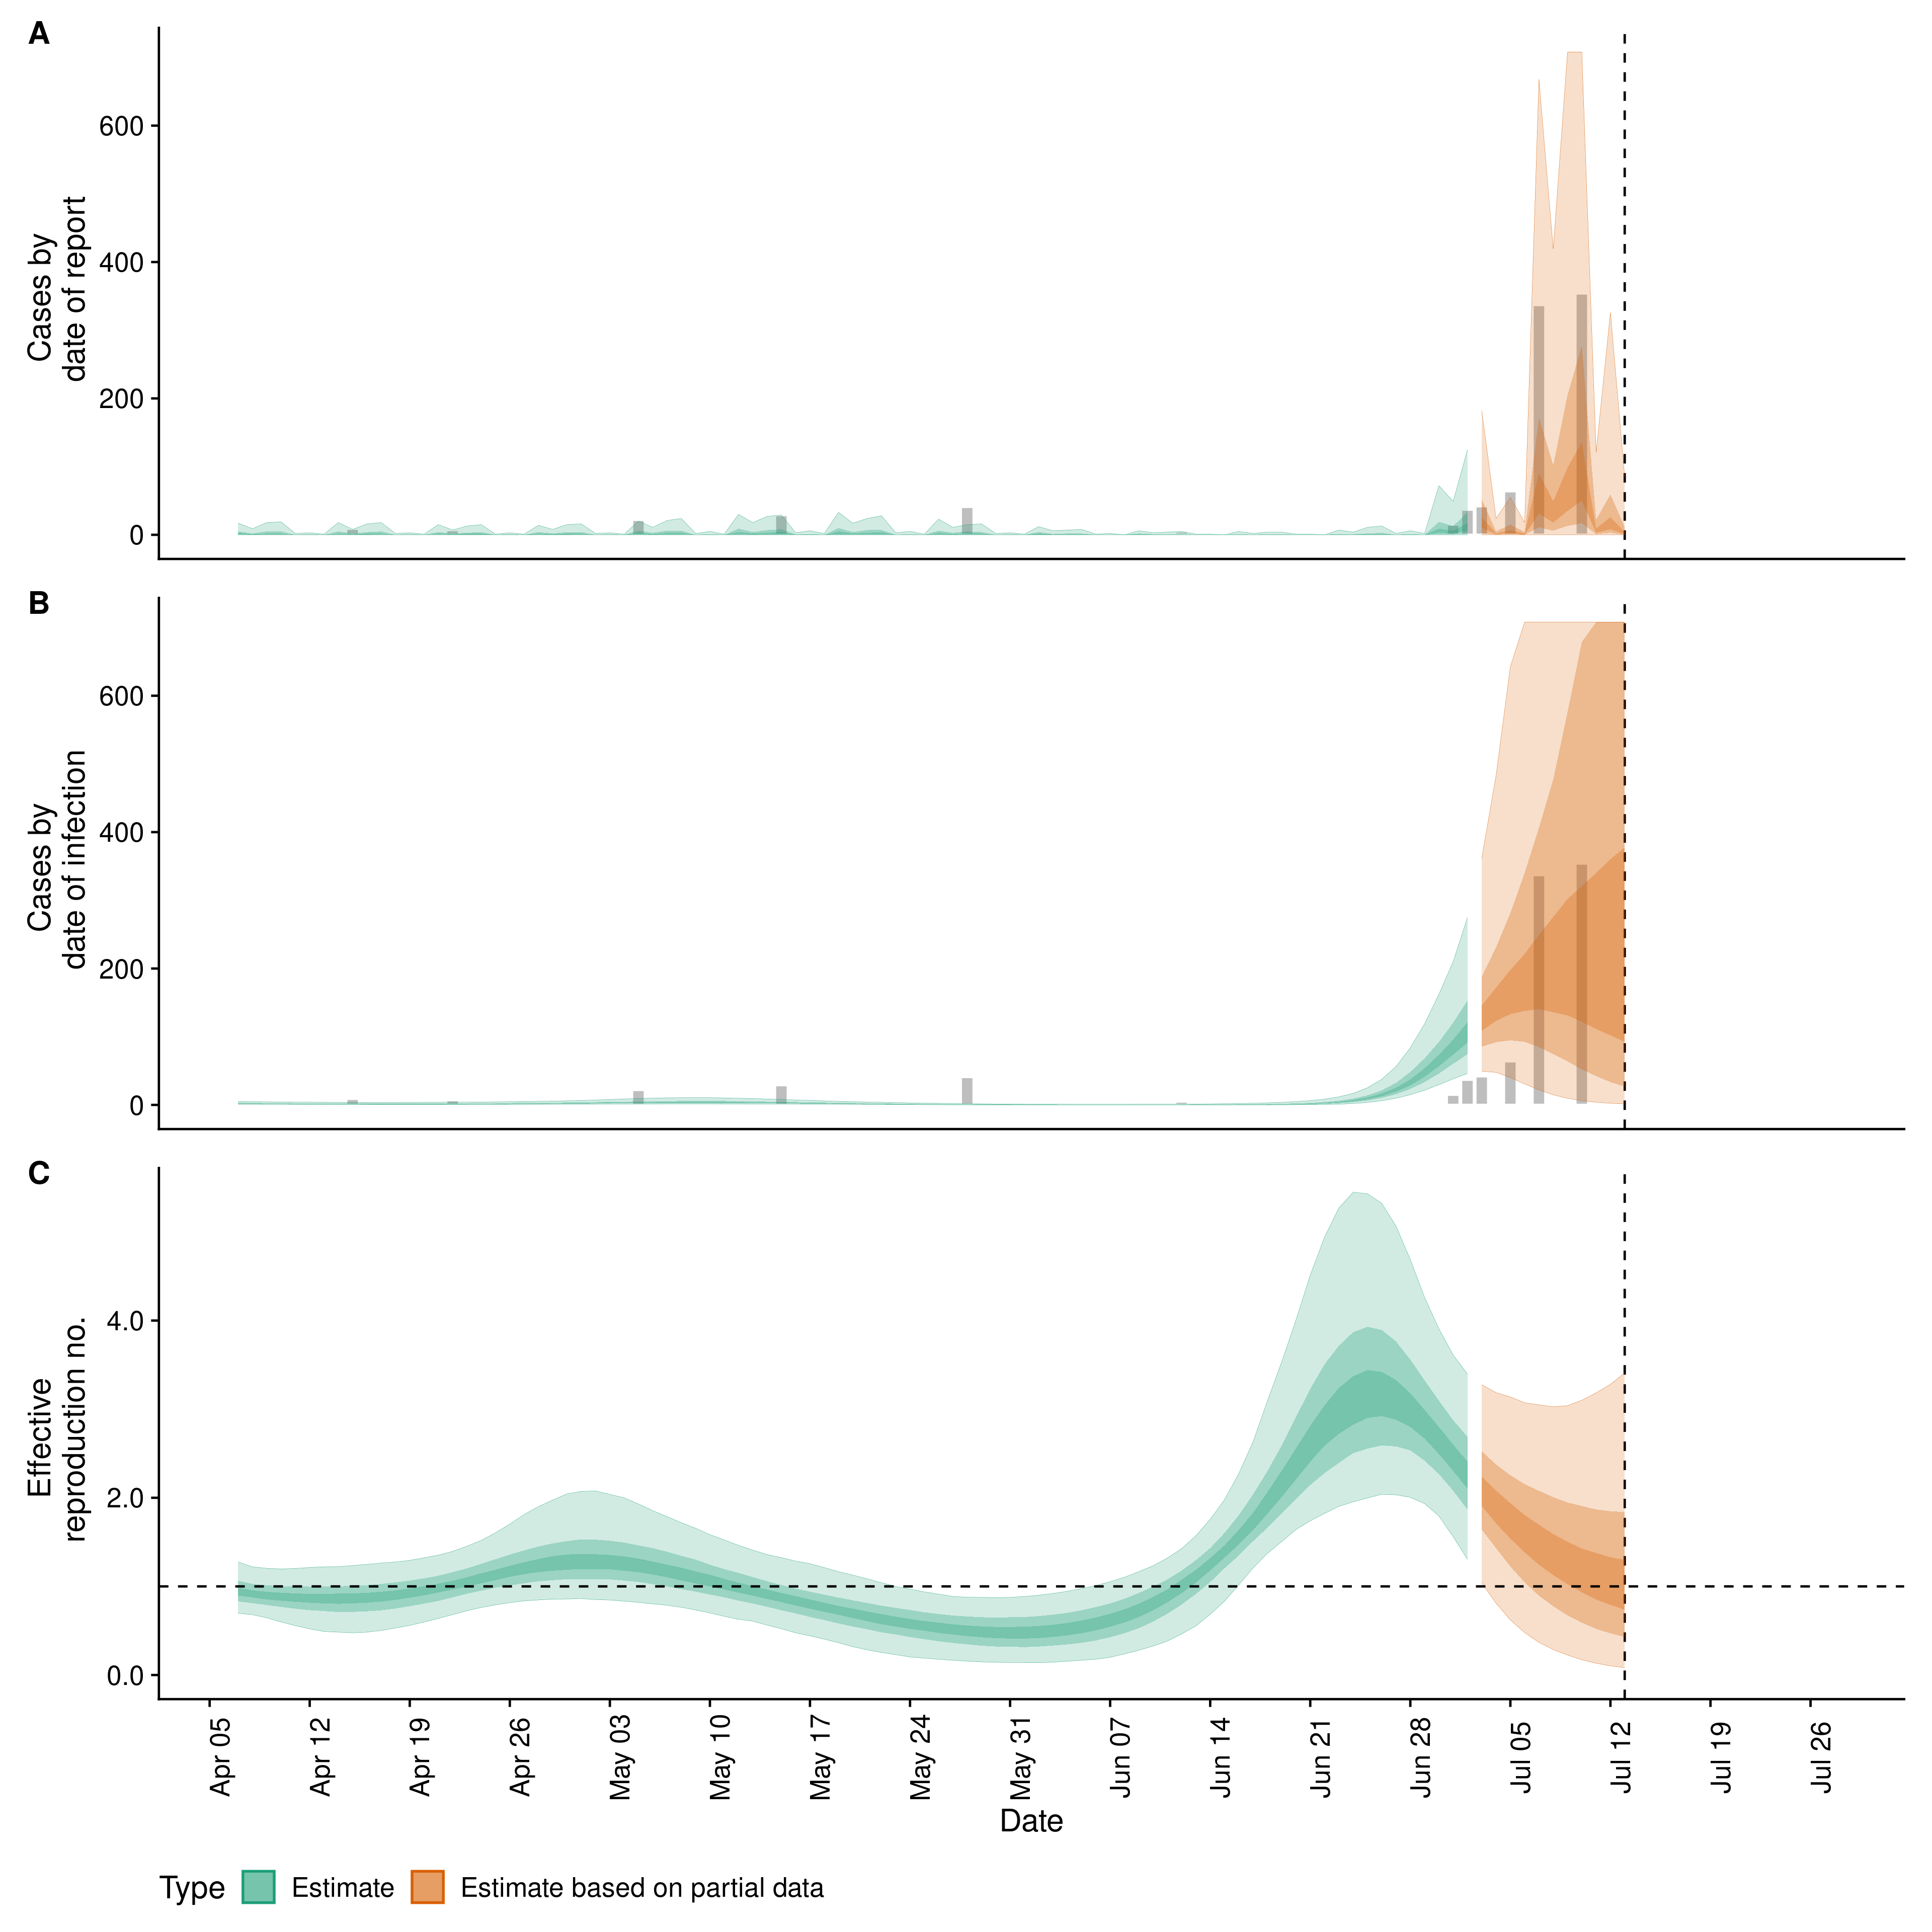 A
Cases by
date of report
600
400
200
0
B
Cases by
date of infection
600
400
200
0
C
Effective
reproduction no.
4.0
2.0
0.0
Apr 05
Apr 12
Apr 19
Apr 26
May 03
May 10
May 17
May 24
May 31
Jun 07
Jun 14
Jun 21
Jun 28
Jul 05
Jul 12
Jul 19
Jul 26
Date
Type Estimate Estimate based on partial data